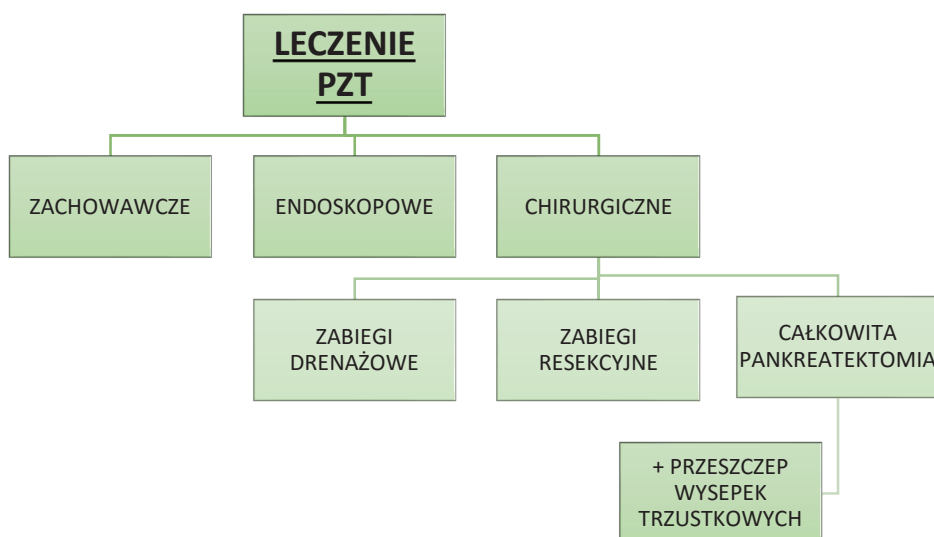 LECZENIE
PZT
ZACHOWAWCZE
ENDOSKOPOWE
CHIRURGICZNE
ZABIEGI
DRENAŻOWE
ZABIEGI
RESEKCYJNE
CAŁKOWITA
PANKREATEKTOMIA
+ PRZESZCZEP
WYSEPEK
TRZUSTKOWYCH